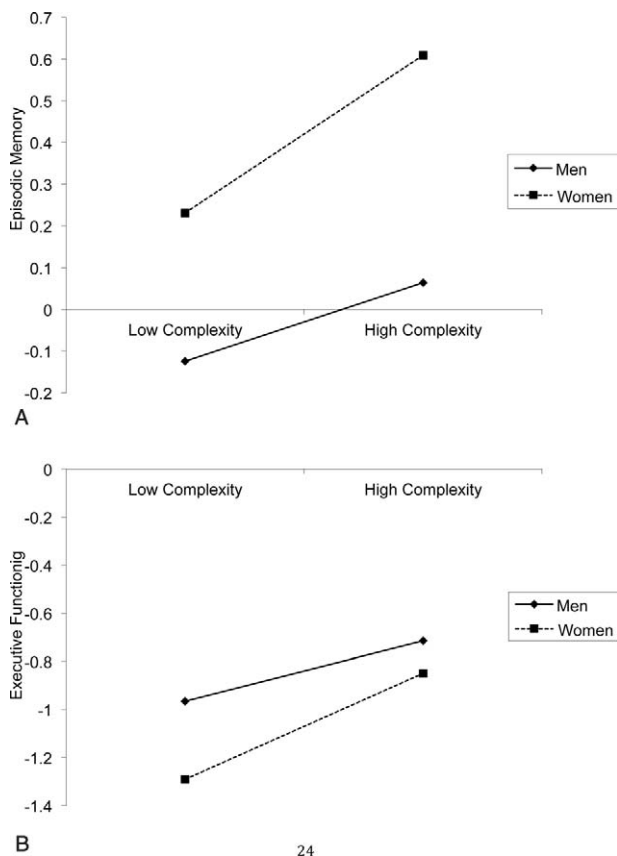 0.7
0.6
0.5
0.4
0.3
0.2
0.1
0
-0.1
-0.2
Episodic Memory
Low Complexity High Complexity
Men
Women
A
0
-0.2
-0.4
-0.6
-0.8
-1
-1.2
-1.4
Executive Functionig
Low Complexity High Complexity
Men
Women
B
24